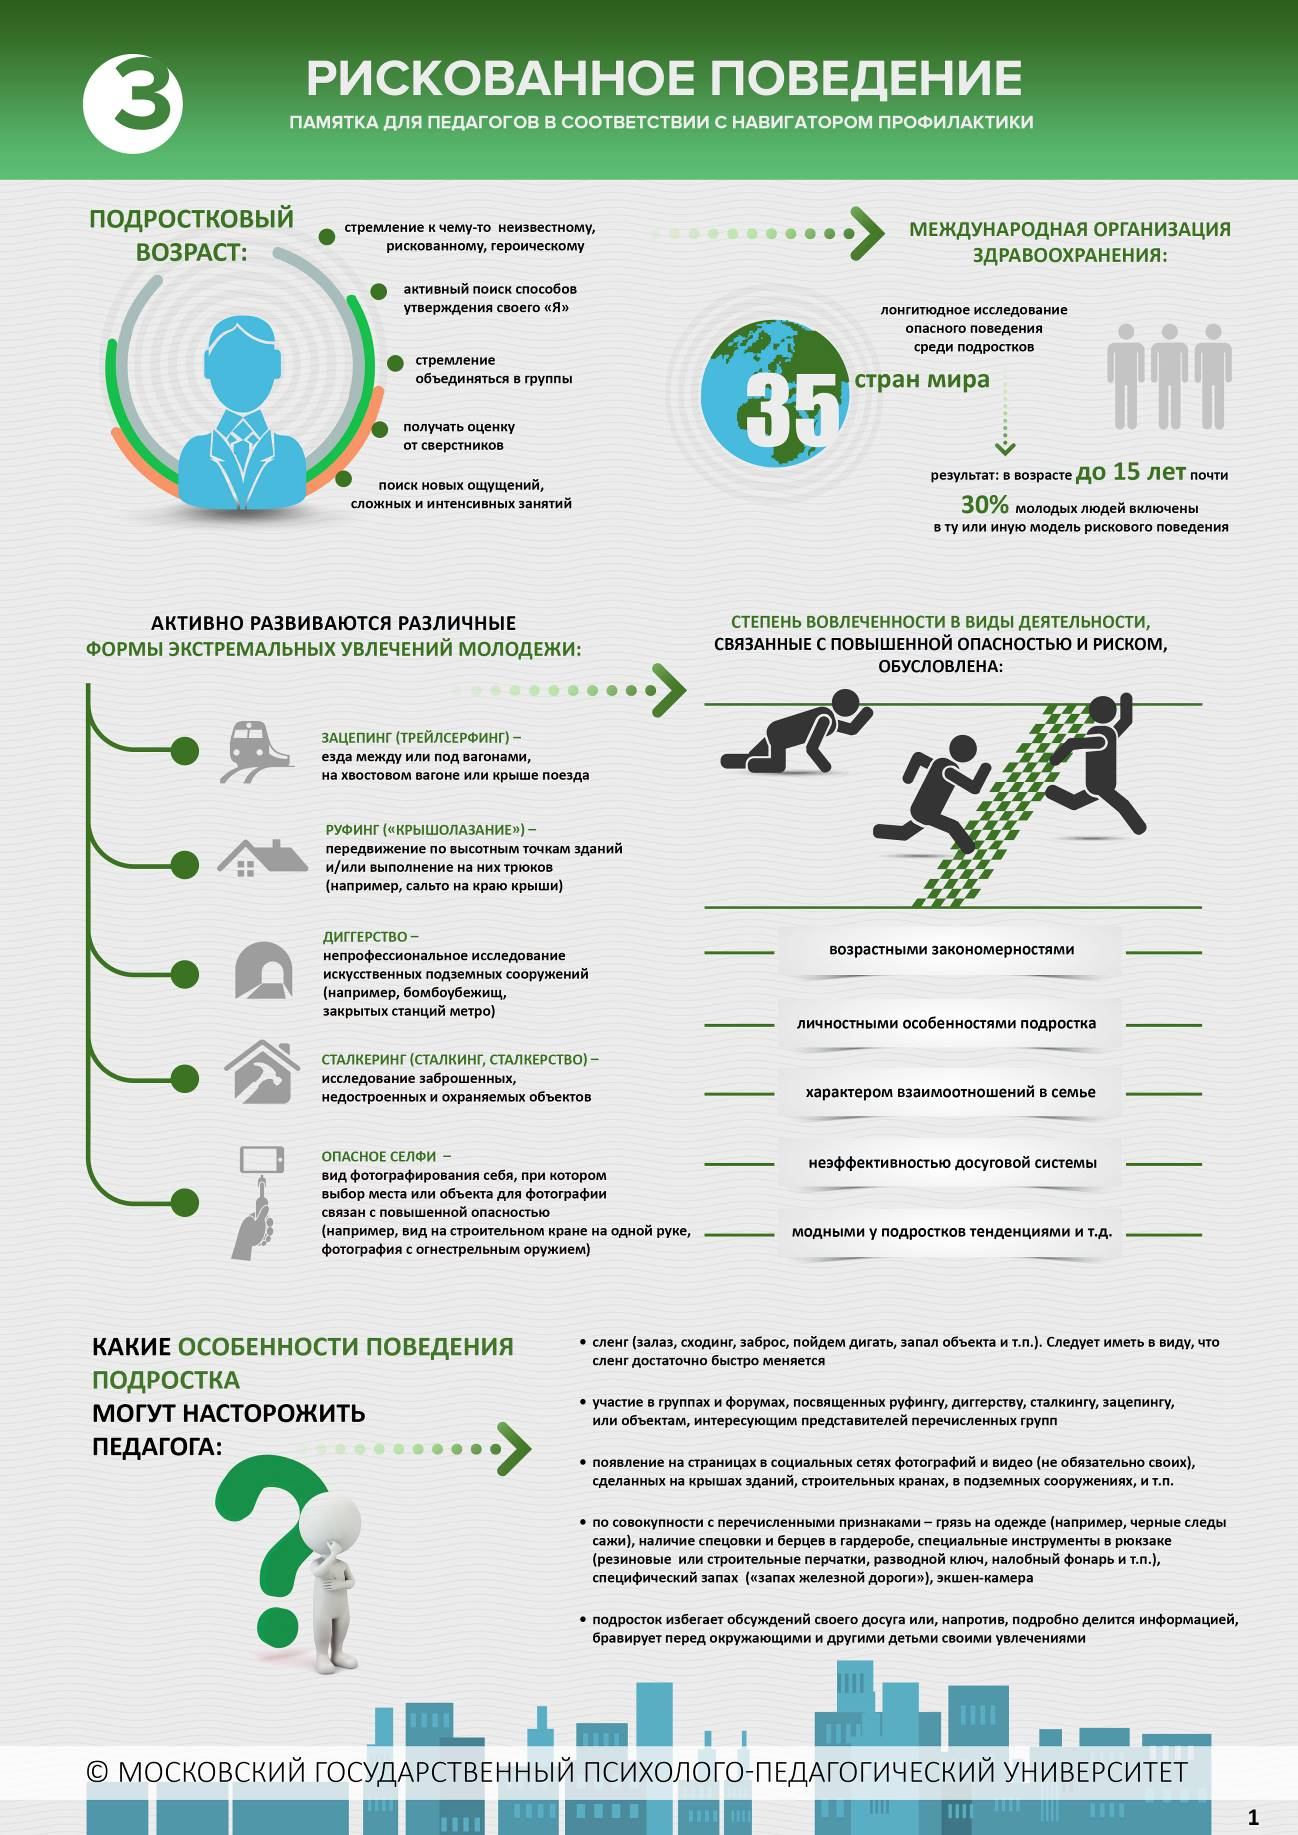 3
РИСКОВАННОЕ ПОВЕДЕНИЕ
ПАМЯТКА ДЛЯ ПЕДАГОГОВ В СООТВЕТСТВИИ С НАВИГАТОРОМ ПРОФИЛАКТИКИ
ПОДРОСТКОВЫЙ
ВОЗРАСТ:
стремление к чему-то неизвестному,
рискованному, героическому
активный поиск способов
утверждения своего «Я»
стремление
объединяться в группы
получать оценку
от сверстников
поиск новых ощущений,
сложных и интенсивных занятий
МЕЖДУНАРОДНАЯ ОРГАНИЗАЦИЯ
ЗДРАВООХРАНЕНИЯ:
лонгитюдное исследование
опасного поведения
среди подростков
35 стран мира
результат: в возрасте до 15 лет почти
30% молодых людей включены
в ту или иную модель рискового поведения
АКТИВНО РАЗВИВАЮТСЯ РАЗЛИЧНЫЕ
ФОРМЫ ЭКСТРЕМАЛЬНЫХ УВЛЕЧЕНИЙ МОЛОДЕЖИ:
ЗАЦЕПИНГ (ТРЕЙЛСЕРФИНГ) –
езда между или под вагонами,
на хвостовом вагоне или крыше поезда
РУФИНГ («КРЫШОЛАЗАНИЕ») –
передвижение по высотным точкам зданий
и/или выполнение на них трюков
(например, сальто на краю крыши)
ДИГГЕРСТВО –
непрофессиональное исследование
искусственных подземных сооружений
(например, бомбоубежищ,
закрытых станций метро)
СТАЛКЕРИНГ (СТАЛКИНГ, СТАЛКЕРСТВО) –
исследование заброшенных,
недостроенных и охраняемых объектов
ОПАСНОЕ СЕЛФИ –
вид фотографирования себя, при котором
выбор места или объекта для фотографии
связан с повышенной опасностью
(например, вид на строительном кране на одной руке,
фотография с огнестрельным оружием)
СТЕПЕНЬ ВОВЛЕЧЕННОСТИ В ВИДЫ ДЕЯТЕЛЬНОСТИ,
СВЯЗАННЫЕ С ПОВЫШЕННОЙ ОПАСНОСТЬЮ И РИСКОМ,
ОБУСЛОВЛЕНА:
возрастными закономерностями
личностными особенностями подростка
характером взаимоотношений в семье
неэффективностью досуговой системы
модными у подростков тенденциями и т.д.
КАКИЕ ОСОБЕННОСТИ ПОВЕДЕНИЯ
ПОДРОСТКА
МОГУТ НАСТОРОЖИТЬ
ПЕДАГОГА:
• сленг (залаз, сходинг, заброс, пойдем дигать, запал объекта и т.п.). Следует иметь в виду, что
сленг достаточно быстро меняется
• участие в группах и форумах, посвященных руфингу, диггерству, сталкингу, зацепингу,
или объектам, интересующим представителей перечисленных групп
• появление на страницах в социальных сетях фотографий и видео (не обязательно своих),
сделанных на крышах зданий, строительных кранах, в подземных сооружениях, и т.п.
• по совокупности с перечисленными признаками – грязь на одежде (например, черные следы
сажи), наличие спецовки и берцев в гардеробе, специальные инструменты в рюкзаке
(резиновые или строительные перчатки, разводной ключ, налобный фонарь и т.п.),
специфический запах («запах железной дороги»), экшен-камера
• подросток избегает обсуждений своего досуга или, напротив, подробно делится информацией,
бравирует перед окружающими и другими детьми своими увлечениями
© МОСКОВСКИЙ ГОСУДАРСТВЕННЫЙ ПСИХОЛОГО-ПЕДАГОГИЧЕСКИЙ УНИВЕРСИТЕТ
1